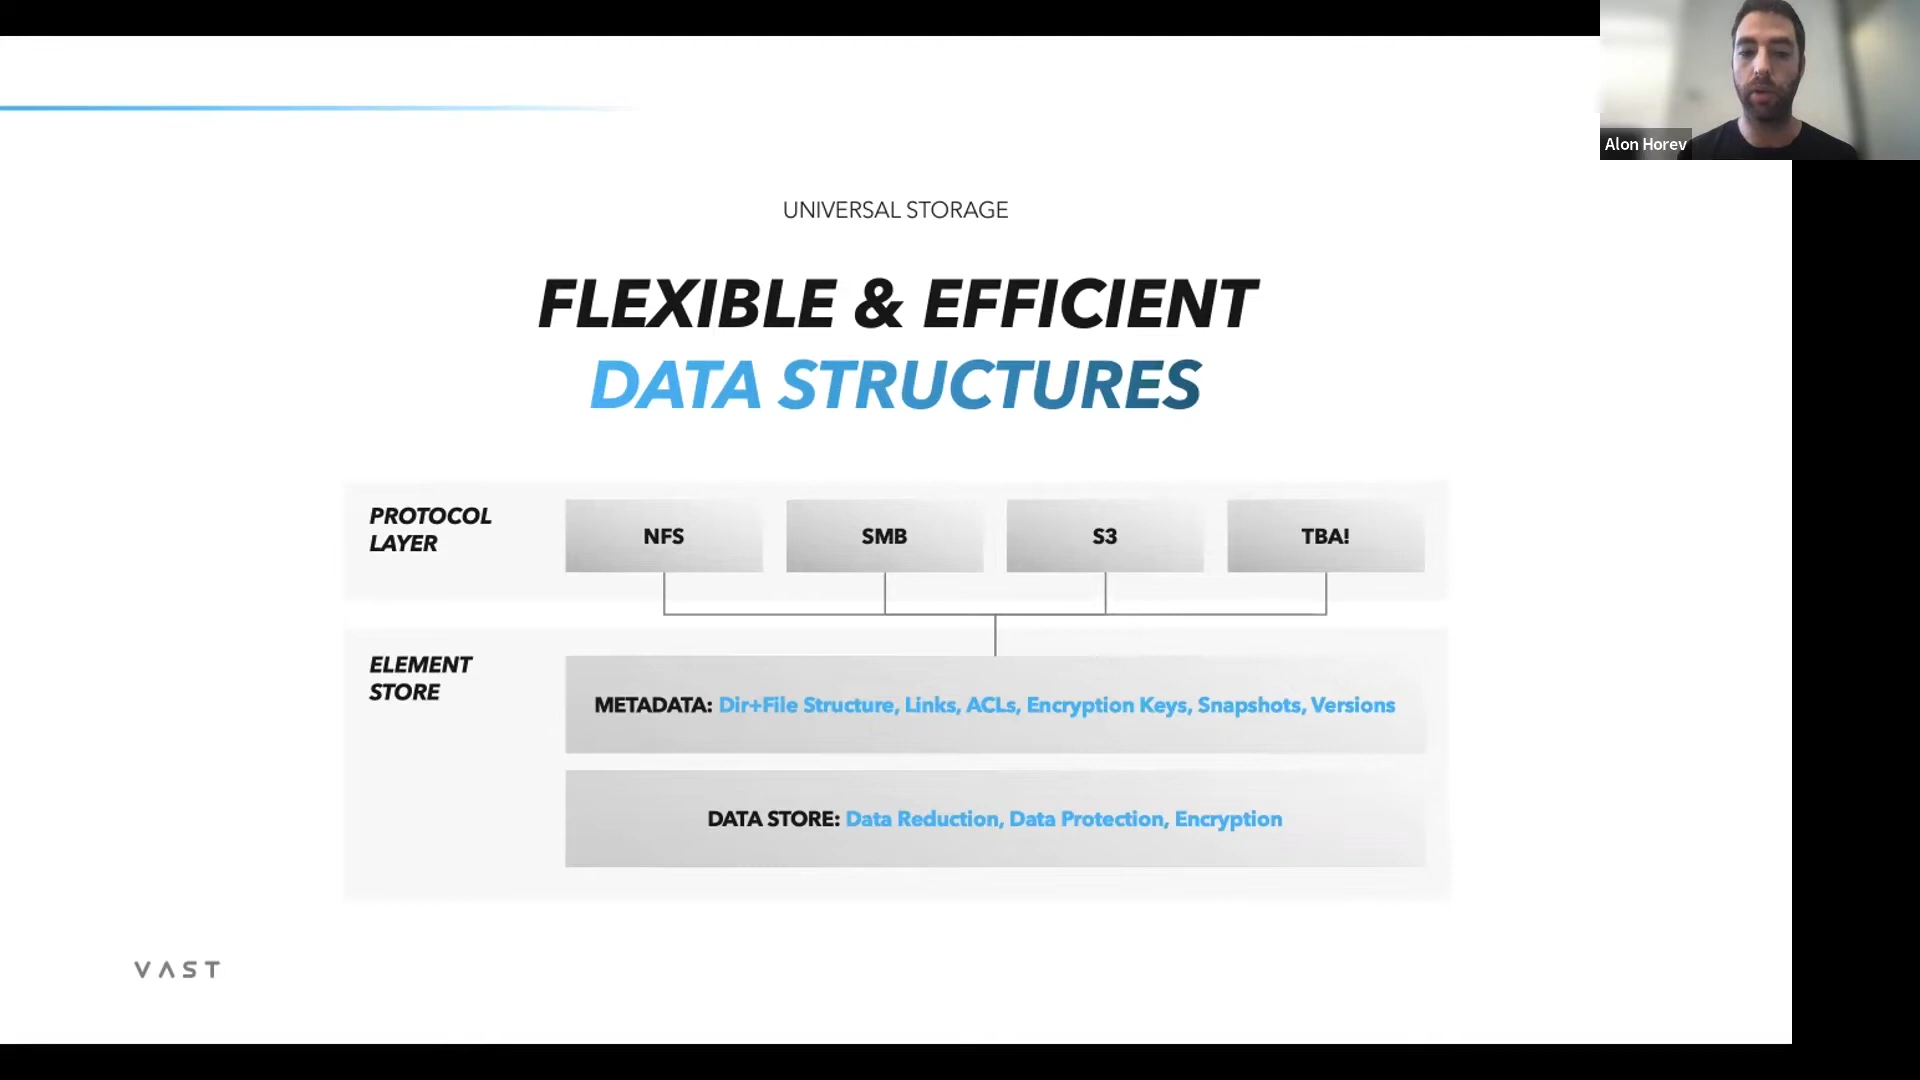 Alon Horev
UNIVERSAL STORAGE
FLEXIBLE & EFFICIENT
DATA STRUCTURES
PROTOCOL
LAYER
NFS
SMB
S3
TBA!
ELEMENT
STORE
METADATA: Dir+File Structure, Links, ACLs, Encryption Keys, Snapshots, Versions
DATA STORE: Data Reduction, Data Protection, Encryption
VAST